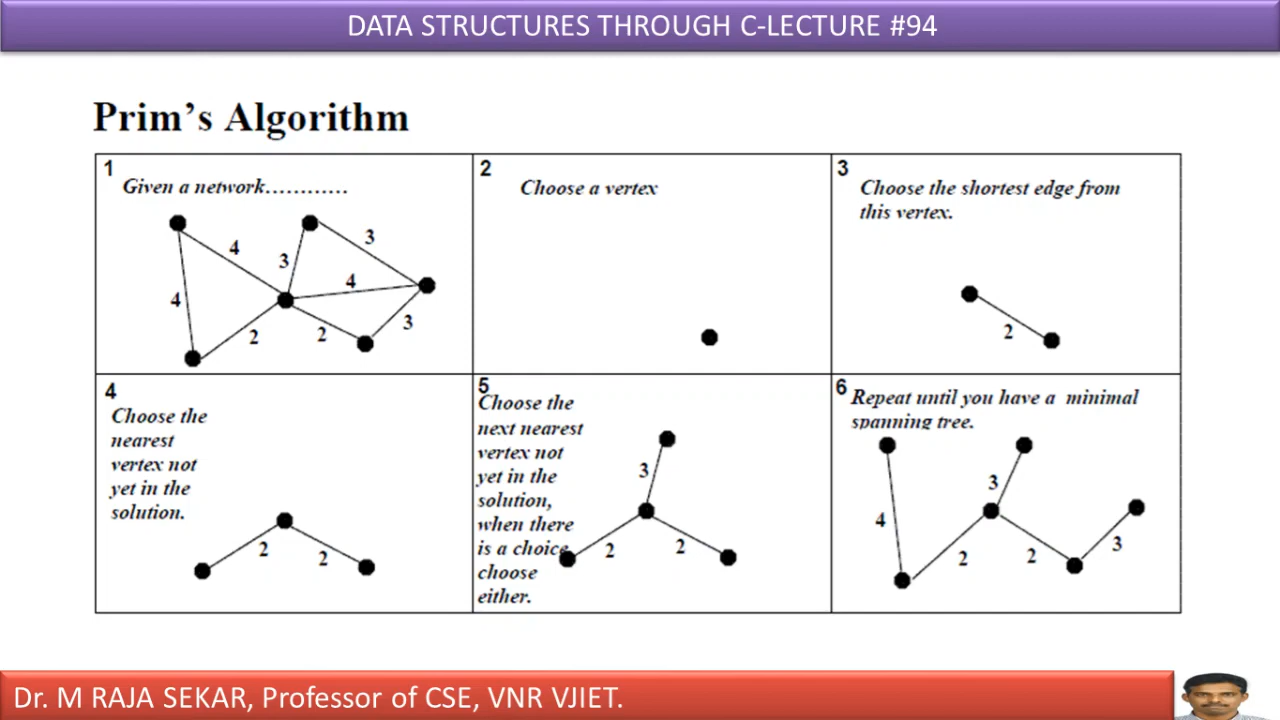 DATA STRUCTURES THROUGH C-LECTURE #94
Prim’s Algorithm
1
Given a network…………
4
3
3
4
4
2
2
3
2
Choose a vertex
3
Choose the shortest edge from
this vertex.
2
4
Choose the
nearest
vertex not
yet in the
solution.
2
2
5
Choose the
next nearest
vertex not
yet in the
solution,
when there
is a choice
choose
either.
3
2
2
6
Repeat until you have a minimal
spanning tree.
3
4
2
2
3
Dr. M RAJA SEKAR, Professor of CSE, VNR VJIET.